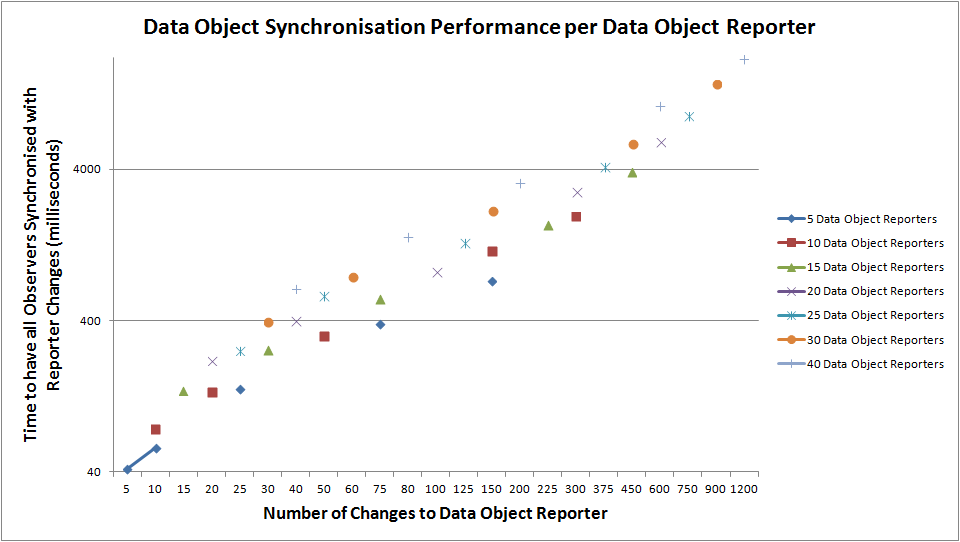 Data Object Synchronisation Performance per Data Object Reporter
Time to have all Observers Synchronised with
Reporter Changes (milliseconds)
4000
400
40
5 10 15 20 25 30 40 50 60 75 80 100 125 150 200 225 300 375 450 600 750 900 1200
Number of Changes to Data Object Reporter
5 Data Object Reporters
10 Data Object Reporters
15 Data Object Reporters
20 Data Object Reporters
25 Data Object Reporters
30 Data Object Reporters
40 Data Object Reporters